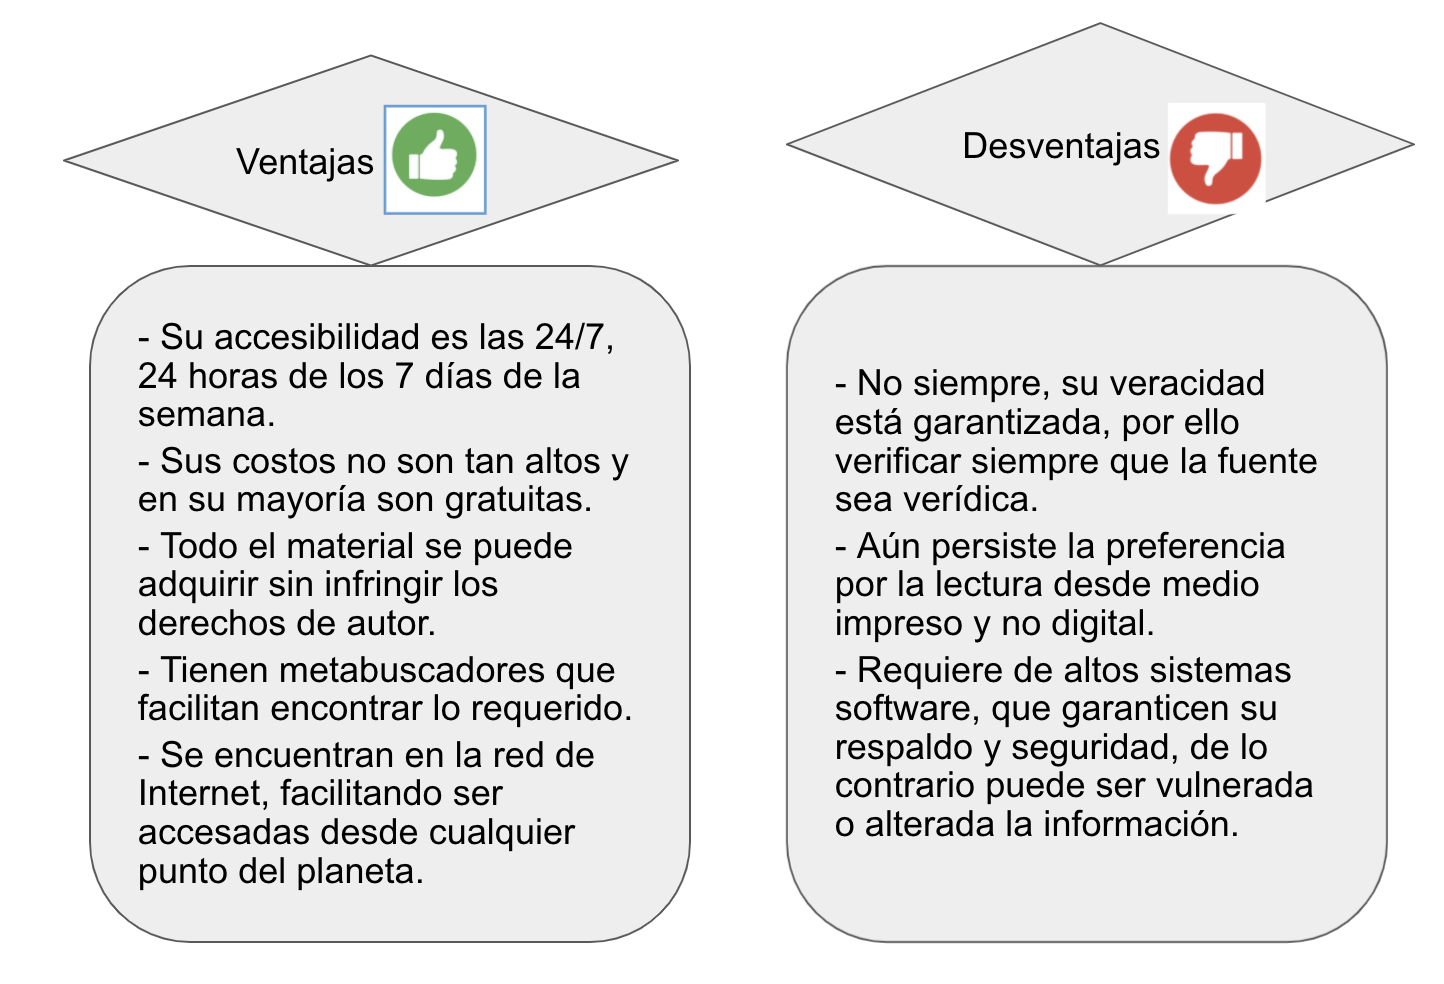 Ventajas
- Su accesibilidad es las 24/7,
24 horas de los 7 días de la
semana.
- Sus costos no son tan altos y
en su mayoría son gratuitas.
- Todo el material se puede
adquirir sin infringir los
derechos de autor.
- Tienen metabuscadores que
facilitan encontrar lo requerido.
- Se encuentran en la red de
Internet, facilitando ser
accesadas desde cualquier
punto del planeta.
Desventajas
- No siempre, su veracidad
está garantizada, por ello
verificar siempre que la fuente
sea verídica.
- Aún persiste la preferencia
por la lectura desde medio
impreso y no digital.
- Requiere de altos sistemas
software, que garanticen su
respaldo y seguridad, de lo
contrario puede ser vulnerada
o alterada la información.